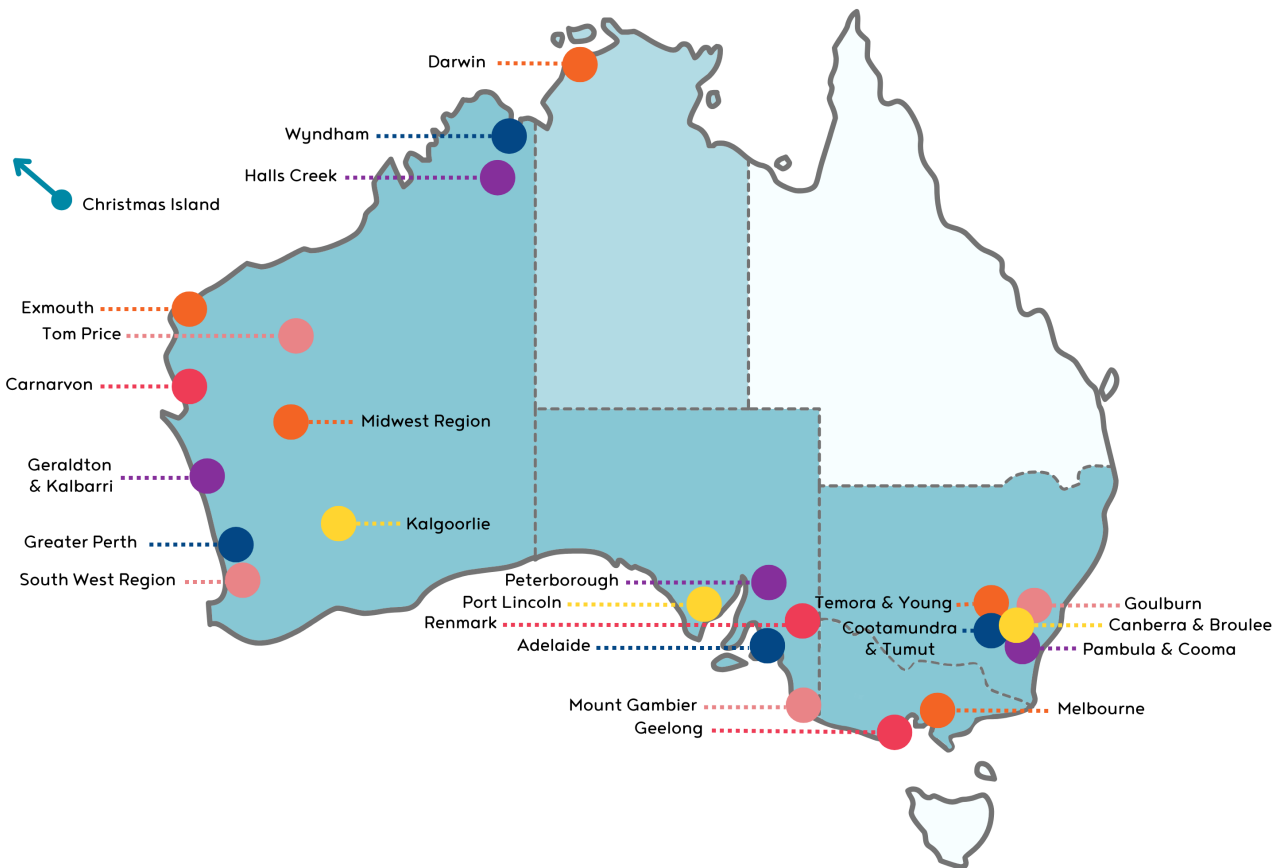 Darwin
Wyndham
Halls Creek
Christmas Island
Exmouth
Tom Price
Carnarvon
Midwest Region
Geraldton
& Kalbarri
Kalgoorlie
Greater Perth
South West Region
Peterborough
Port Lincoln
Renmark
Adelaide
Temora & Young
Cootamundra
& Tumut
Goulburn
Canberra & Broulee
Pambula & Cooma
Mount Gambier
Geelong
Melbourne